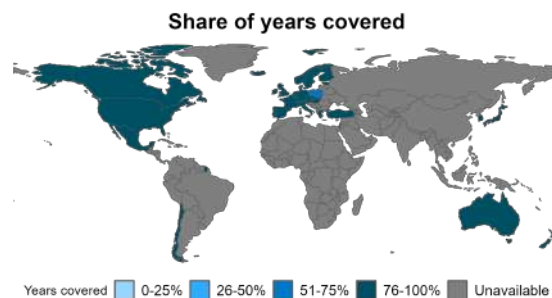 Share of years covered
Years covered 0-25% 26-50% 51-75% 76-100% Unavailable